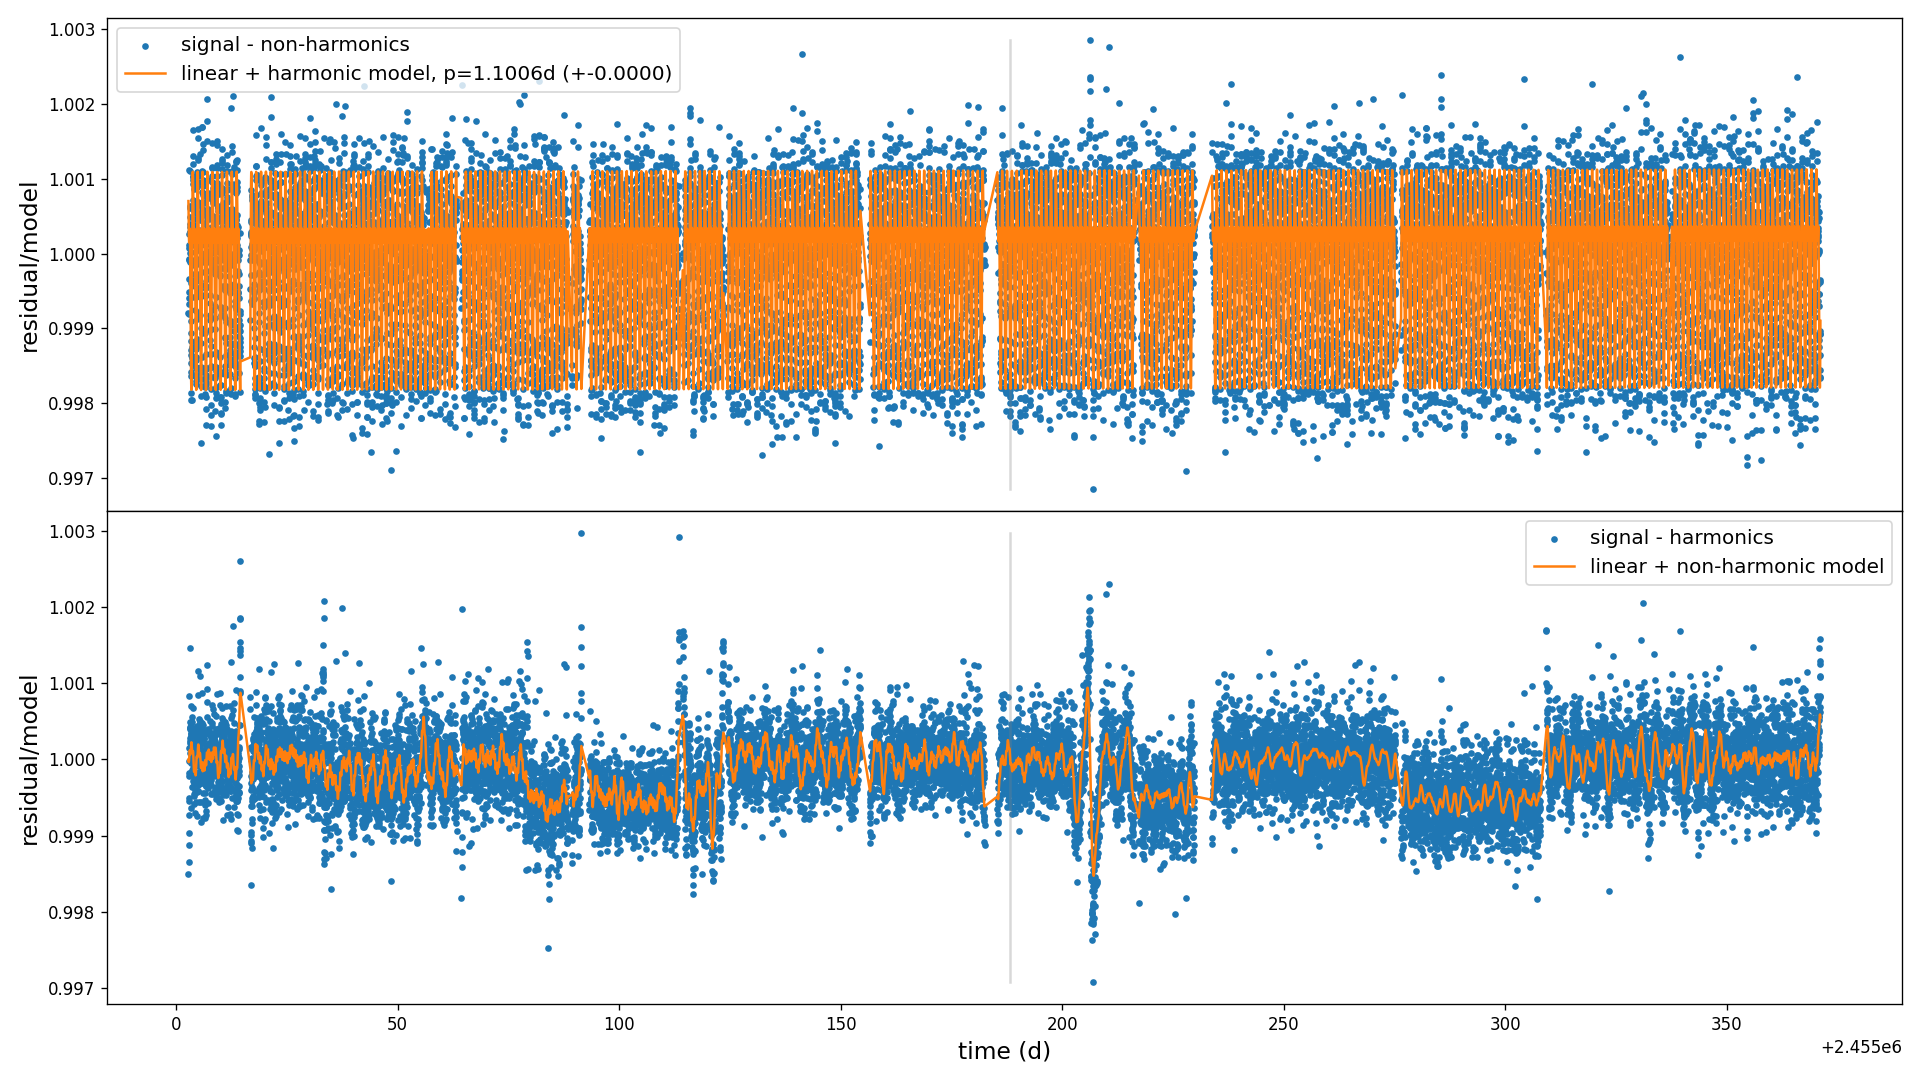 signal - non-harmonics
linear + harmonic model, p=1.1006d (+-0.0000)
residual/model
1.003
1.002
1.001
1.000
0.999
0.998
0.997
signal - harmonics
linear + non-harmonic model
residual/model
1.003
1.002
1.001
1.000
0.999
0.998
0.997
0 50 100 150 200 250 300 350
time (d)
+2.455e6